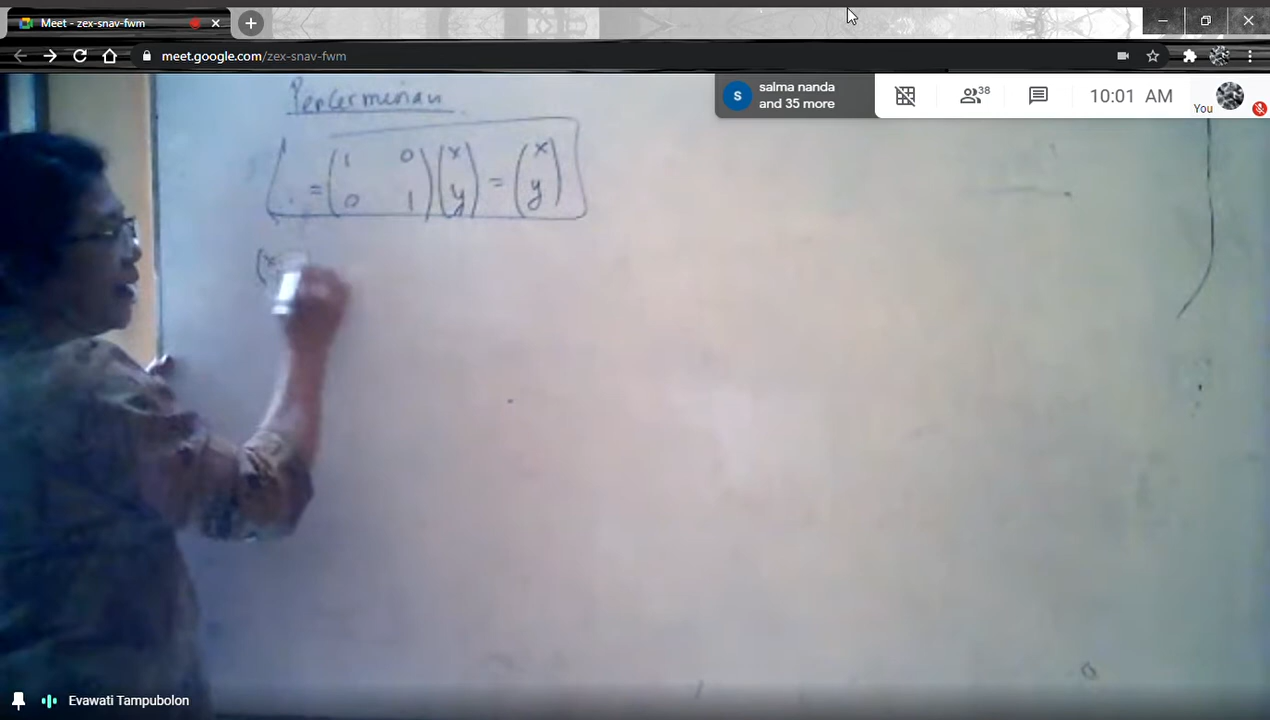 Meet - zex-snav-fwm
meet.google.com/zex-snav-fwm
salma nanda
and 35 more
S
38
10:01 AM
You
Pencerminan
= (1 0) (x) = (x)
(0 1) (y) (y)
(x
Evawati Tampubolon